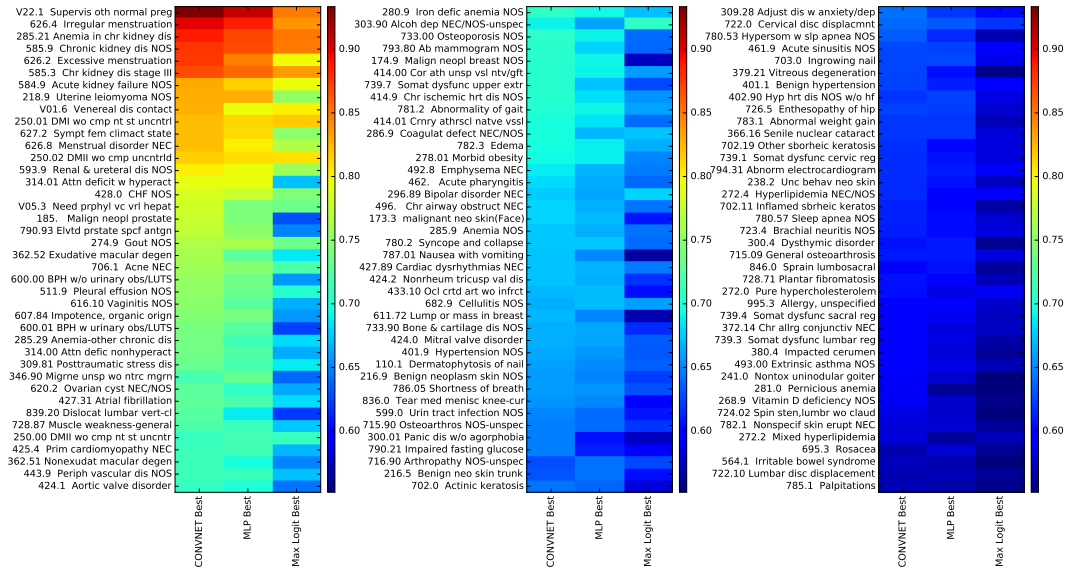 V22.1 Supervis oth normal preg
626.4 Irregular menstruation
285.21 Anemia in chr kidney dis
585.9 Chronic kidney dis NOS
626.2 Excessive menstruation
585.3 Chr kidney dis stage III
584.9 Acute kidney failure NOS
218.9 Uterine leiomyoma NOS
V01.6 Venereal dis contact
250.01 DMI wo cmp nt st uncntrl
627.2 Sympt fem climact state
626.8 Menstrual disorder NEC
250.02 DMII wo cmp uncntrld
593.9 Renal & ureteral dis NOS
314.01 Attn deficit w hyperact
428.0 CHF NOS
V05.3 Need prphyl vc vrl hepat
185. Malign neopl prostate
790.93 Elvtd prstate spcf antgn
274.9 Gout NOS
362.52 Exudative macular degen
706.1 Acne NEC
600.00 BPH w/o urinary obs/LUTS
511.9 Pleural effusion NOS
616.10 Vaginitis NOS
607.84 Impotence, organic orign
600.01 BPH w urinary obs/LUTS
285.29 Anemia-other chronic dis
314.00 Attn defic nonhyperact
309.81 Posttraumatic stress dis
346.90 Migrne unsp wo ntrc mgrn
620.2 Ovarian cyst NEC/NOS
427.31 Atrial fibrillation
839.20 Dislocat lumbar vert-cl
728.87 Muscle weakness-general
250.00 DMII wo cmp nt st uncntr
425.4 Prim cardiomyopathy NEC
362.51 Nonexudat macular degen
443.9 Periph vascular dis NOS
424.1 Aortic valve disorder
CONVNET Best
MLP Best
Max Logit Best
0.90
0.85
0.80
0.75
0.70
0.65
0.60
280.9 Iron defic anemia NOS
303.90 Alcoh dep NEC/NOS-unspec
733.00 Osteoporosis NOS
793.80 Ab mammogram NOS
174.9 Malign neopl breast NOS
414.00 Cor ath unsp vsl ntv/gft
739.7 Somat dysfunc upper extr
414.9 Chr ischemic hrt dis NOS
781.2 Abnormality of gait
414.01 Crnry athrscl natve vssl
286.9 Coagulat defect NEC/NOS
782.3 Edema
278.01 Morbid obesity
492.8 Emphysema NEC
462. Acute pharyngitis
296.89 Bipolar disorder NEC
496. Chr airway obstruct NEC
173.3 malignant neo skin(Face)
285.9 Anemia NOS
780.2 Syncope and collapse
787.01 Nausea with vomiting
427.89 Cardiac dysrhythmias NEC
424.2 Nonrheum tricusp val dis
433.10 Ocl crtd art wo infrct
682.9 Cellulitis NOS
611.72 Lump or mass in breast
733.90 Bone & cartilage dis NOS
424.0 Mitral valve disorder
401.9 Hypertension NOS
110.1 Dermatophytosis of nail
216.9 Benign neoplasm skin NOS
786.05 Shortness of breath
836.0 Tear med menisc knee-cur
599.0 Urin tract infection NOS
715.90 Osteoarthros NOS-unspec
300.01 Panic dis w/o agorphobia
790.21 Impaired fasting glucose
716.90 Arthropathy NOS-unspec
216.5 Benign neo skin trunk
702.0 Actinic keratosis
CONVNET Best
MLP Best
Max Logit Best
0.90
0.85
0.80
0.75
0.70
0.65
0.60
309.28 Adjust dis w anxiety/dep
722.0 Cervical disc displacmnt
780.53 Hypersom w slp apnea NOS
461.9 Acute sinusitis NOS
703.0 Ingrowing nail
379.21 Vitreous degeneration
401.1 Benign hypertension
402.90 Hyp hrt dis NOS w/o hf
726.5 Enthesopathy of hip
783.1 Abnormal weight gain
366.16 Senile nuclear cataract
702.19 Other sborheic keratosis
739.1 Somat dysfunc cervic reg
794.31 Abnorm electrocardiogram
238.2 Unc behav neo skin
272.4 Hyperlipidemia NEC/NOS
702.11 Inflamed sbrheic keratos
780.57 Sleep apnea NOS
723.4 Brachial neuritis NOS
300.4 Dysthymic disorder
715.09 General osteoarthrosis
846.0 Sprain lumbosacral
728.71 Plantar fibromatosis
272.0 Pure hypercholesterolem
995.3 Allergy, unspecified
739.4 Somat dysfunc sacral reg
372.14 Chr allrg conjunctiv NEC
739.3 Somat dysfunc lumbar reg
380.4 Impacted cerumen
493.00 Extrinsic asthma NOS
241.0 Nontox uninodular goiter
281.0 Pernicious anemia
268.9 Vitamin D deficiency NOS
724.02 Spin sten,lumbr wo claud
782.1 Nonspecif skin erupt NEC
272.2 Mixed hyperlipidemia
695.3 Rosacea
564.1 Irritable bowel syndrome
722.10 Lumbar disc displacement
785.1 Palpitations
CONVNET Best
MLP Best
Max Logit Best
0.90
0.85
0.80
0.75
0.70
0.65
0.60